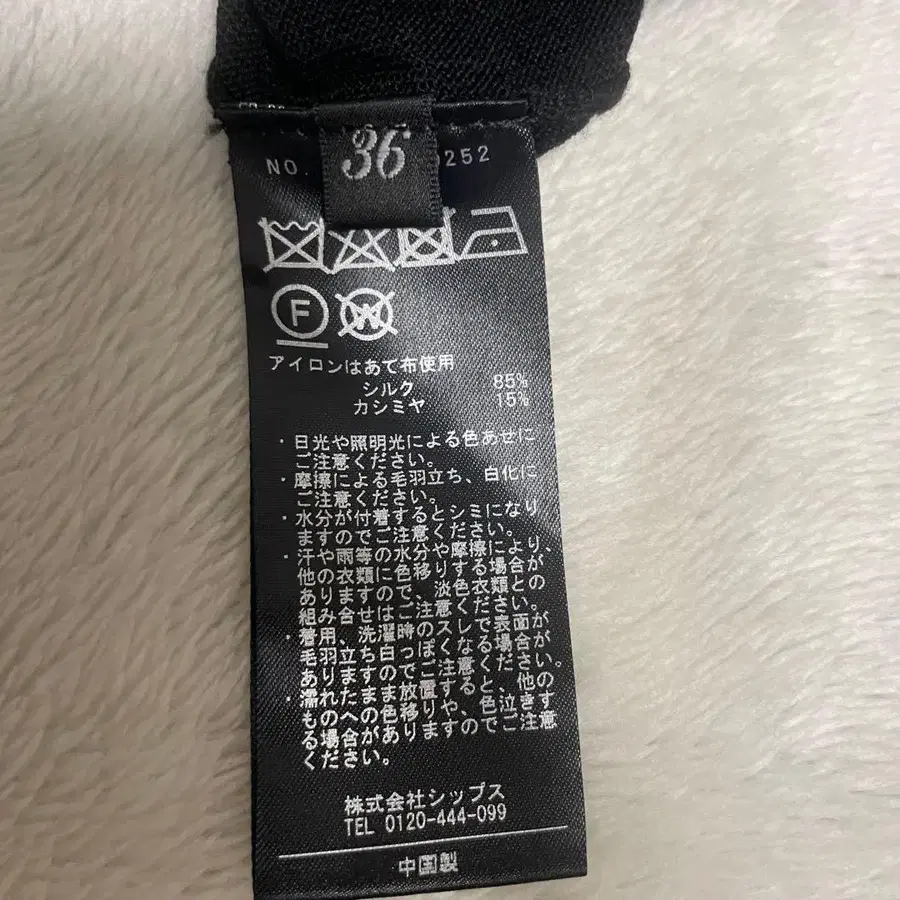 36
NO. 252
F
W
アイロンはあて布使用
シルク 85%
カシミヤ 15%
・日光や照明光による色あせに
ご注意ください。
・摩擦による毛羽立ち、白化に
ご注意ください。
・水分が付着するとシミになり
ますのでご注意ください。
・汗や雨等の水分や摩擦により、
他の衣類に色移りする場合が
ありますので、淡色衣類との
組み合せはご注意ください。
・着用、洗濯時のスレで表面が
毛羽立ち白っぽくなる場合が
ありますのでご注意ください。
・濡れたまま放置すると、他の
ものへの色移りや、色泣きす
る場合がありますのでご注意
ください。
株式会社シップス
TEL 0120-444-099
中国製